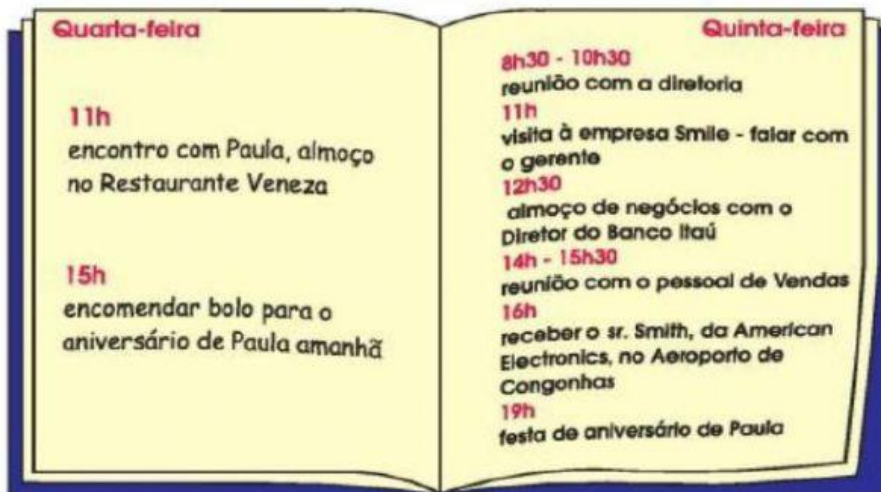 Quarta-feira
11h
encontro com Paula, almoço
no Restaurante Veneza
15h
encomendar bolo para o
aniversário de Paula amanhã
Quinta-feira
8h30 - 10h30
reunião com a diretoria
11h
visita à empresa Smile - falar com
o gerente
12h30
almoço de negócios com o
Diretor do Banco Itaú
14h - 15h30
reunião com o pessoal de Vendas
16h
receber o sr. Smith, da American
Electronics, no Aeroporto de
Congonhas
19h
festa de aniversário de Paula